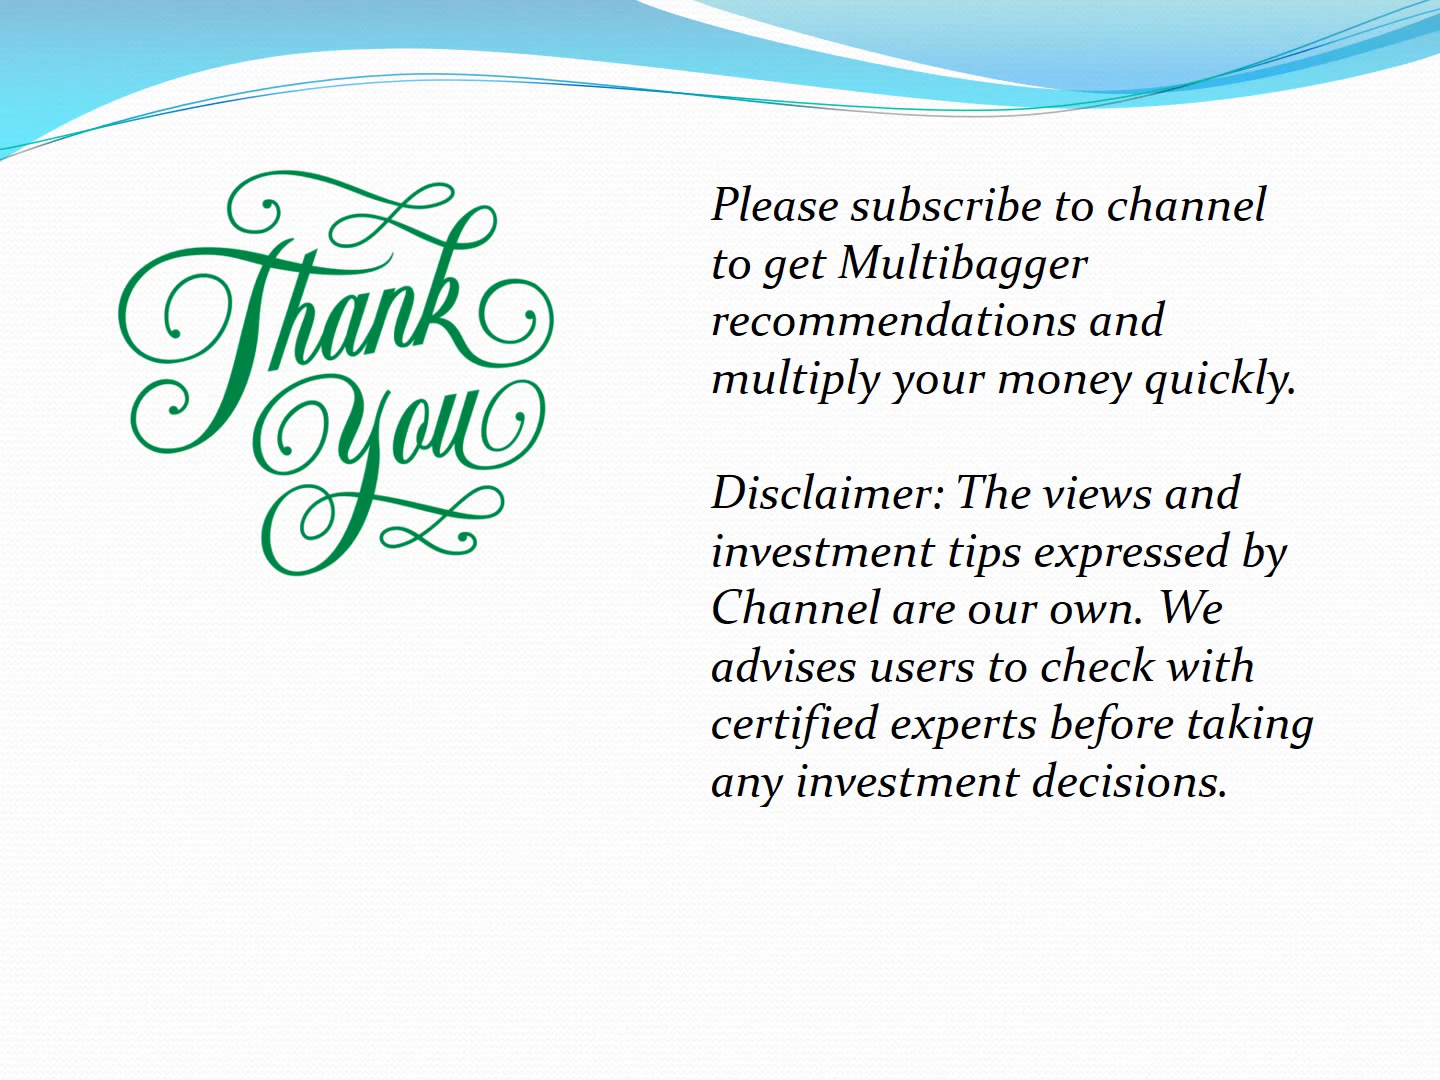 Thank
You
Please subscribe to channel
to get Multibagger
recommendations and
multiply your money quickly.
Disclaimer: The views and
investment tips expressed by
Channel are our own. We
advises users to check with
certified experts before taking
any investment decisions.